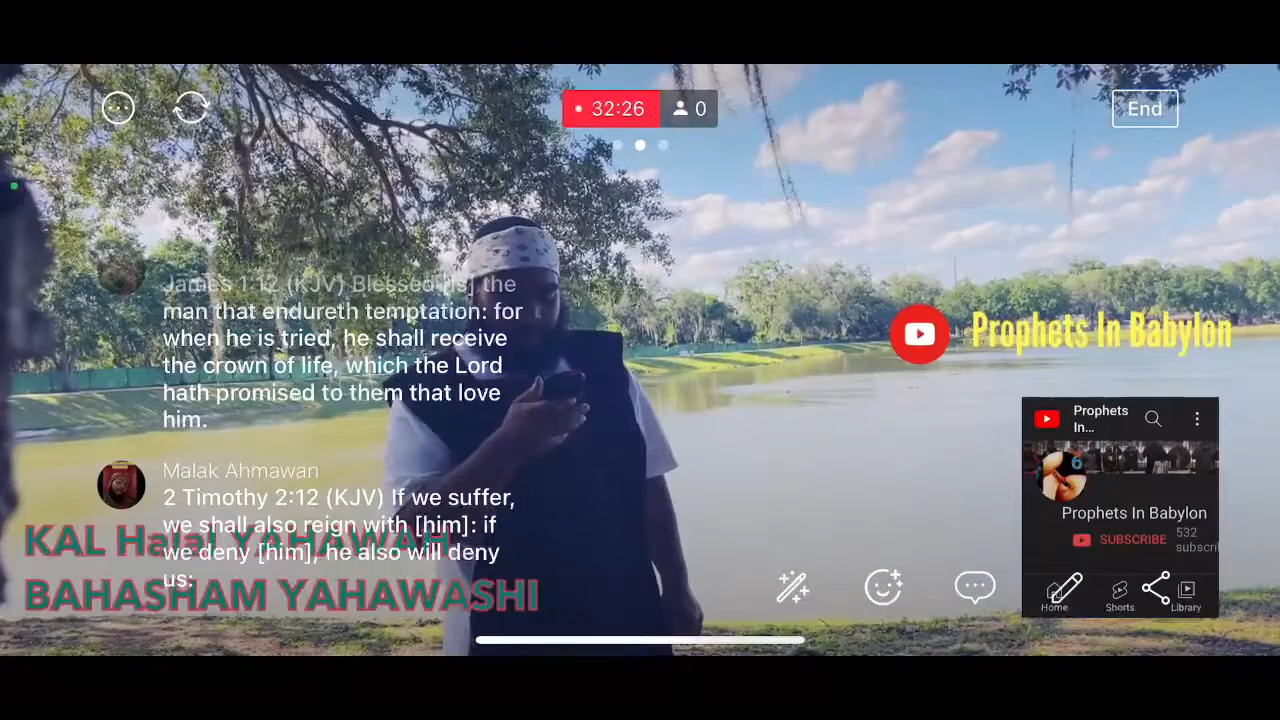 32:26
0
End
James 1:12 (KJV) Blessed [is] the
man that endureth temptation: for
when he is tried, he shall receive
the crown of life, which the Lord
hath promised to them that love
him.
Malak Ahmawan
2 Timothy 2:12 (KJV) If we suffer,
we shall also reign with [him]: if
we deny [him], he also will deny
us:
KAL Halal YAHAWAH
BAHASHAM YAHAWASHI
Prophets In Babylon
Prophets
In...
6
Prophets In Babylon
SUBSCRIBE
532
subscri
Home
Shorts
Library